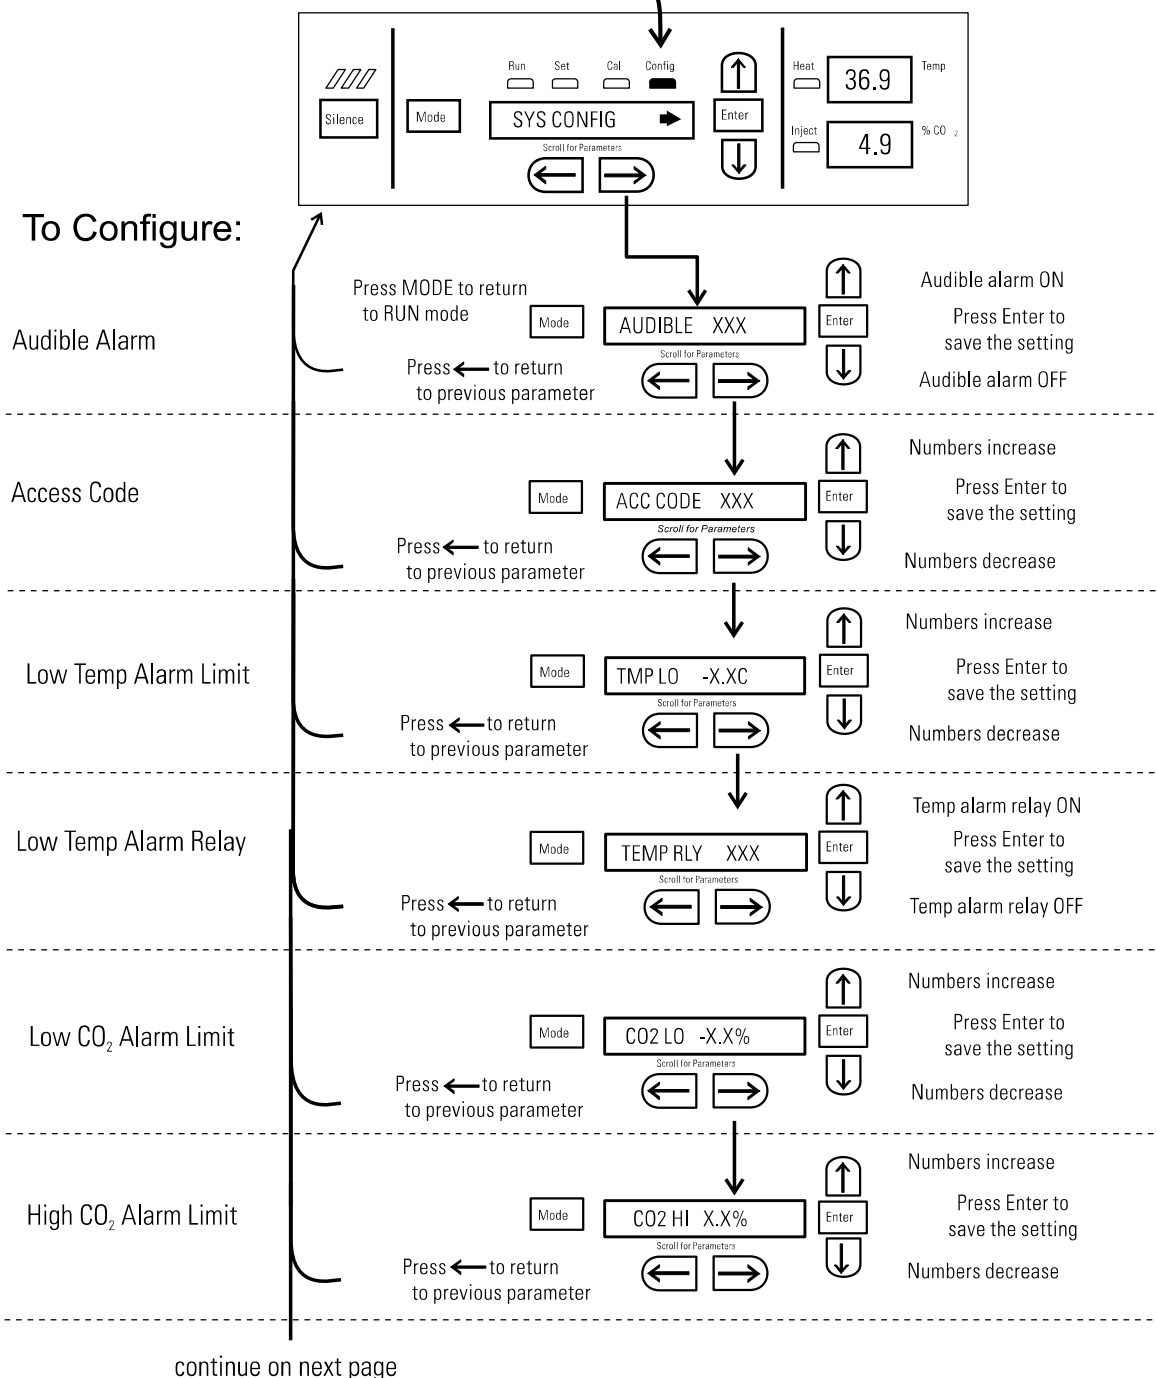 Run Set Cal Config
Heat 36.9 Temp
Silence Mode SYS CONFIG Enter
Inject 4.9 % CO 2
Scroll for Parameters
To Configure:
Audible Alarm
Press MODE to return
to RUN mode
Mode
AUDIBLE XXX
Scroll for Parameters
Enter
Audible alarm ON
Press Enter to
save the setting
Audible alarm OFF
Press ← to return
to previous parameter
Access Code
Mode
ACC CODE XXX
Scroll for Parameters
Enter
Numbers increase
Press Enter to
save the setting
Numbers decrease
Press ← to return
to previous parameter
Low Temp Alarm Limit
Mode
TMP LO -X.XC
Scroll for Parameters
Enter
Numbers increase
Press Enter to
save the setting
Numbers decrease
Press ← to return
to previous parameter
Low Temp Alarm Relay
Mode
TEMP RLY XXX
Scroll for Parameters
Enter
Temp alarm relay ON
Press Enter to
save the setting
Temp alarm relay OFF
Press ← to return
to previous parameter
Low CO₂ Alarm Limit
Mode
CO2 LO -X.X%
Scroll for Parameters
Enter
Numbers increase
Press Enter to
save the setting
Numbers decrease
Press ← to return
to previous parameter
High CO₂ Alarm Limit
Mode
CO2 HI X.X%
Scroll for Parameters
Enter
Numbers increase
Press Enter to
save the setting
Numbers decrease
Press ← to return
to previous parameter
continue on next page